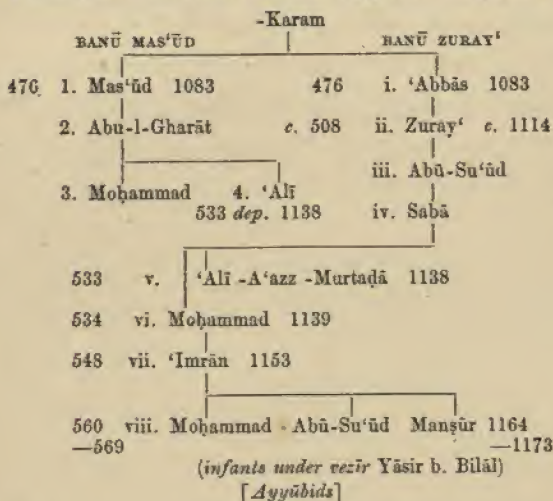 -Karam
BANŪ MAS‘ŪD BANŪ ZURAY‘
476 1. Mas‘ūd 1083 476 i. ‘Abbās 1083
2. Abu-l-Gharāt c. 508 ii. Zuray‘ c. 1114
iii. Abū-Su‘ūd
3. Moḥammad 4. ‘Alī
533 dep. 1138 iv. Sabā
533 v. ‘Alī -A‘azz -Murtaḍā 1138
534 vi. Moḥammad 1139
548 vii. ‘Imrān 1153
560 viii. Moḥammad - Abū-Su‘ūd Manṣūr 1164
—569 —1173
(infants under vezīr Yāsir b. Bilāl)
[Ayyūbids]